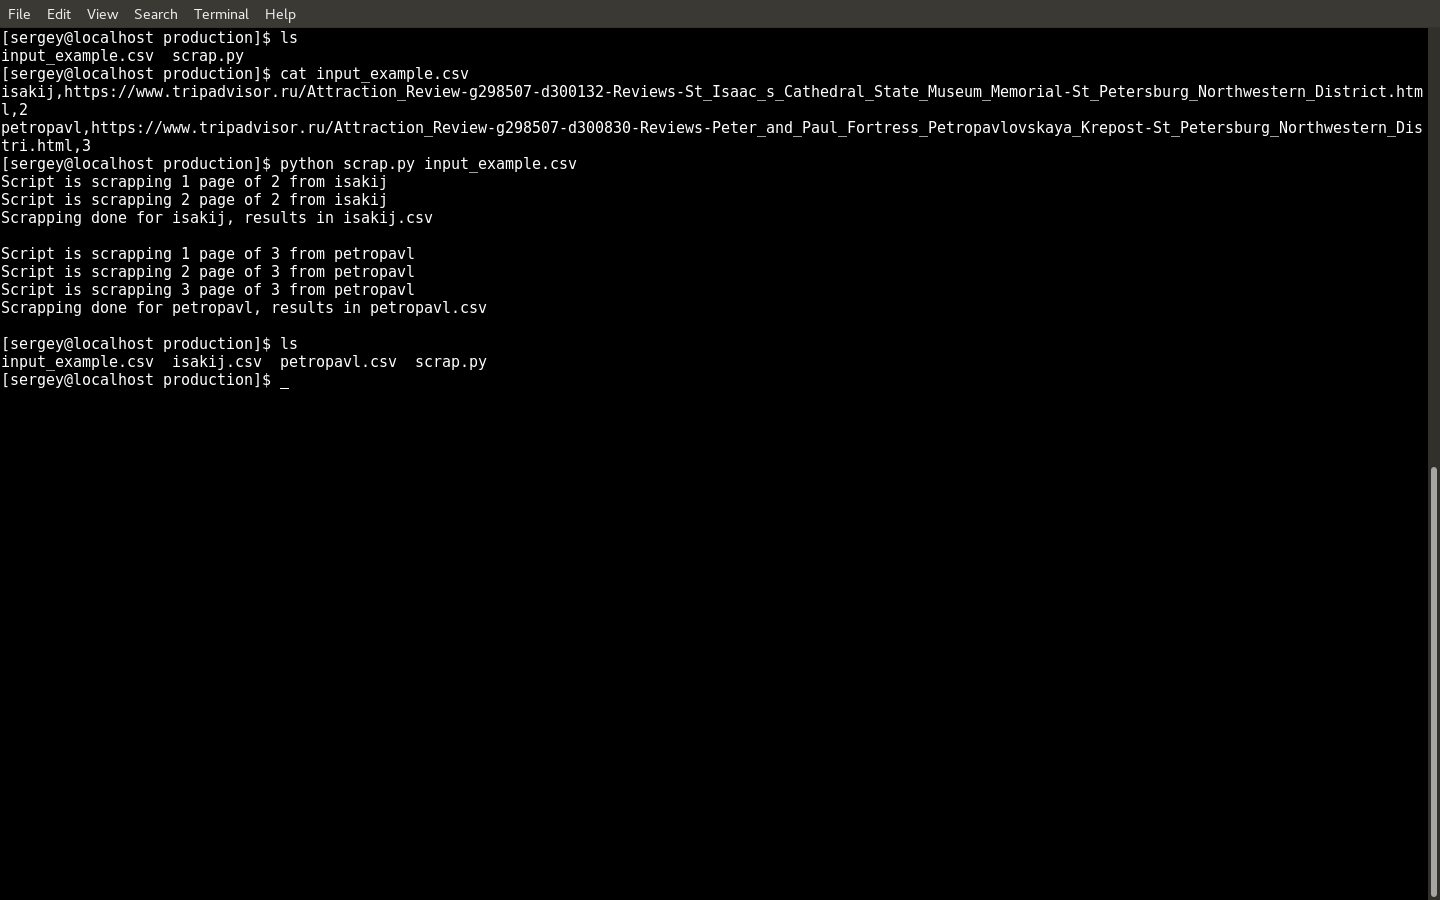 File Edit View Search Terminal Help
[sergey@localhost production]$ ls
input_example.csv  scrap.py
[sergey@localhost production]$ cat input_example.csv
isakij,https://www.tripadvisor.ru/Attraction_Review-g298507-d300132-Reviews-St_Isaac_s_Cathedral_State_Museum_Memorial-St_Petersburg_Northwestern_District.htm
l,2
petropavl,https://www.tripadvisor.ru/Attraction_Review-g298507-d300830-Reviews-Peter_and_Paul_Fortress_Petropavlovskaya_Krepost-St_Petersburg_Northwestern_Dis
tri.html,3
[sergey@localhost production]$ python scrap.py input_example.csv
Script is scrapping 1 page of 2 from isakij
Script is scrapping 2 page of 2 from isakij
Scrapping done for isakij, results in isakij.csv
Script is scrapping 1 page of 3 from petropavl
Script is scrapping 2 page of 3 from petropavl
Script is scrapping 3 page of 3 from petropavl
Scrapping done for petropavl, results in petropavl.csv
[sergey@localhost production]$ ls
input_example.csv  isakij.csv  petropavl.csv  scrap.py
[sergey@localhost production]$ _